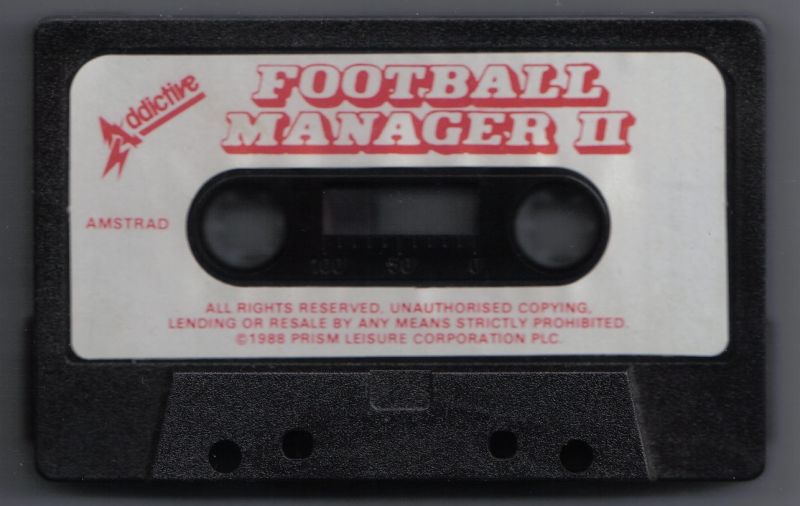 Addictive
FOOTBALL
MANAGER II
AMSTRAD
100 50 0
ALL RIGHTS RESERVED. UNAUTHORISED COPYING,
LENDING OR RESALE BY ANY MEANS STRICTLY PROHIBITED.
©1988 PRISM LEISURE CORPORATION PLC.